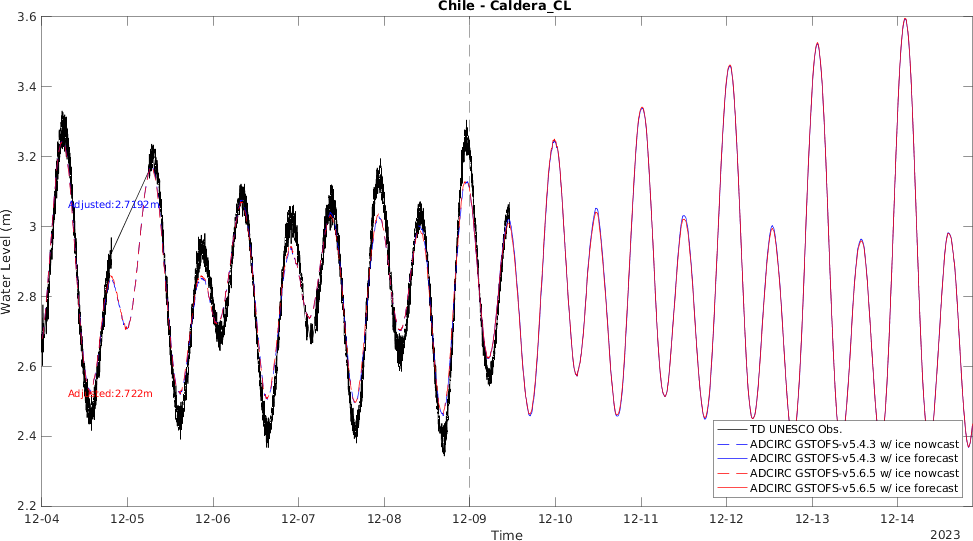 Chile - Caldera_CL
3.6
3.4
3.2
3
2.8
2.6
2.4
2.2
Water Level (m)
Adjusted:2.7192m
Adjusted:2.722m
TD UNESCO Obs.
ADCIRC GSTOFS-v5.4.3 w/ ice nowcast
ADCIRC GSTOFS-v5.4.3 w/ ice forecast
ADCIRC GSTOFS-v5.6.5 w/ ice nowcast
ADCIRC GSTOFS-v5.6.5 w/ ice forecast
12-04 12-05 12-06 12-07 12-08 12-09 12-10 12-11 12-12 12-13 12-14
Time
2023